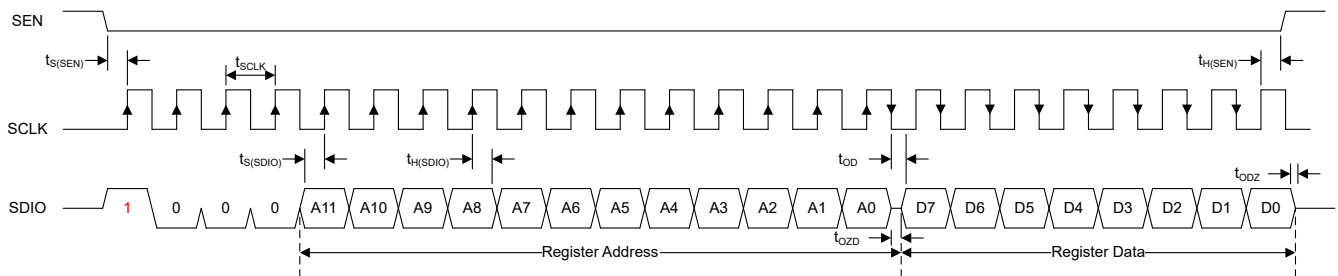 SEN
tS(SEN)
tSCLK
tH(SEN)
SCLK
tS(SDIO)
tH(SDIO)
tOD
tODZ
SDIO
1 0 0 0 A11 A10 A9 A8 A7 A6 A5 A4 A3 A2 A1 A0 D7 D6 D5 D4 D3 D2 D1 D0
tOZD
Register Address Register Data